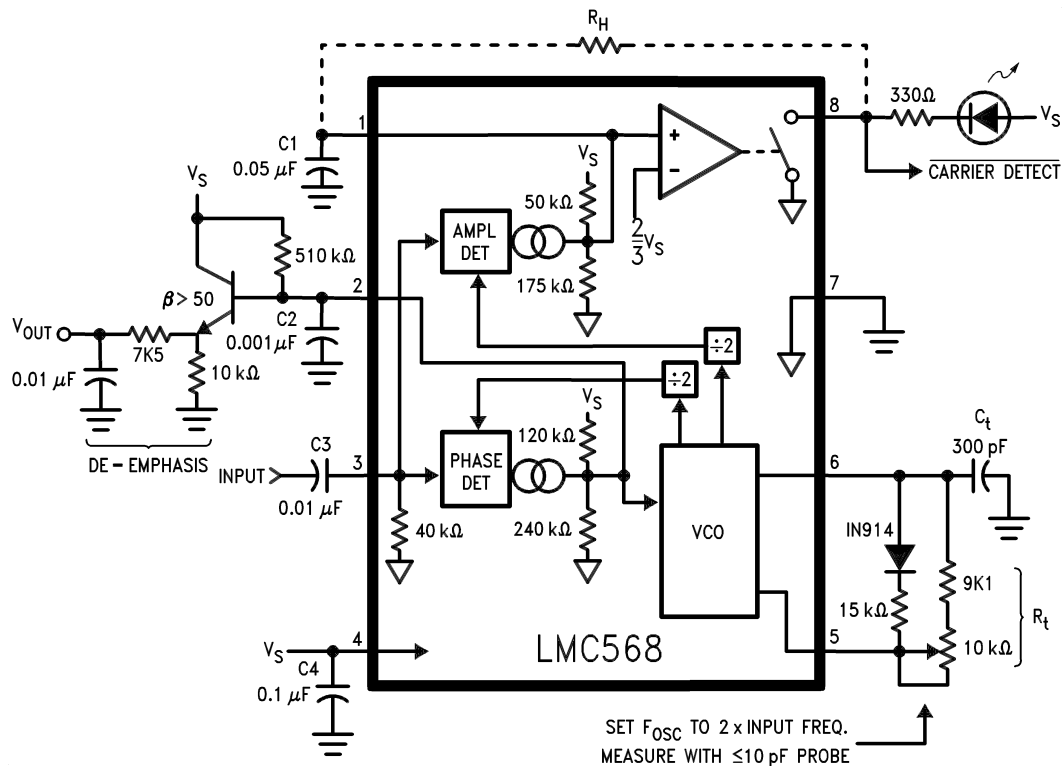 R_H
1
C1
0.05 μF
8
330Ω
V_S
CARRIER DETECT
V_S
50 kΩ
+
−
2/3 V_S
AMPL
DET
175 kΩ
V_S
510 kΩ
β > 50
2
C2
0.001 μF
V_OUT
7K5
10 kΩ
0.01 μF
DE-EMPHASIS
7
÷2
÷2
V_S
120 kΩ
PHASE
DET
240 kΩ
INPUT
C3
0.01 μF
3
40 kΩ
VCO
6
C_t
300 pF
IN914
9K1
15 kΩ
R_t
5
10 kΩ
V_S
4
C4
0.1 μF
LMC568
SET F_OSC TO 2 x INPUT FREQ.
MEASURE WITH ≤10 pF PROBE